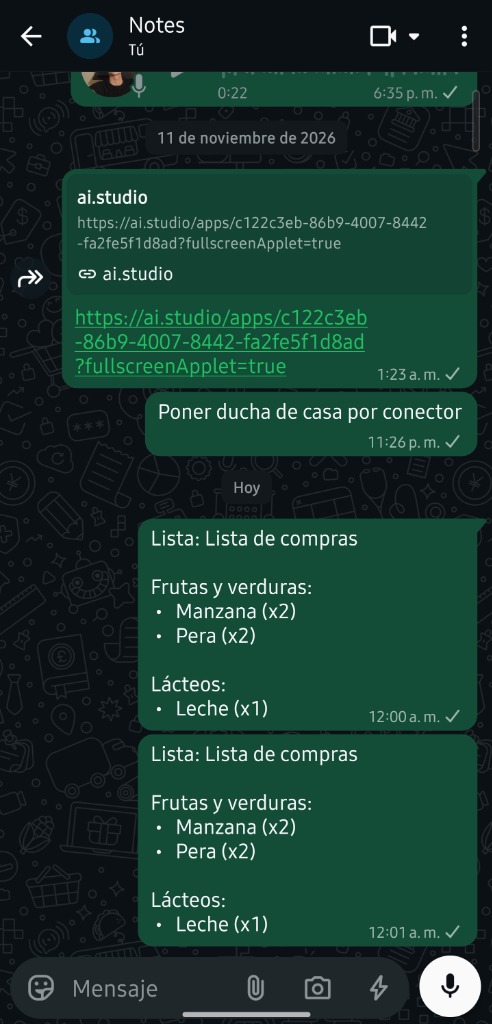 Notes
Tú
0:22
6:35 p. m.
11 de noviembre de 2026
ai.studio
https://ai.studio/apps/c122c3eb-86b9-4007-8442
-fa2fe5f1d8ad?fullscreenApplet=true
ai.studio
https://ai.studio/apps/c122c3eb
-86b9-4007-8442-fa2fe5f1d8ad
?fullscreenApplet=true
1:23 a. m.
Poner ducha de casa por conector
11:26 p. m.
Hoy
Lista: Lista de compras
Frutas y verduras:
• Manzana (x2)
• Pera (x2)
Lácteos:
• Leche (x1)
12:00 a. m.
Lista: Lista de compras
Frutas y verduras:
• Manzana (x2)
• Pera (x2)
Lácteos:
• Leche (x1)
12:01 a. m.
Mensaje